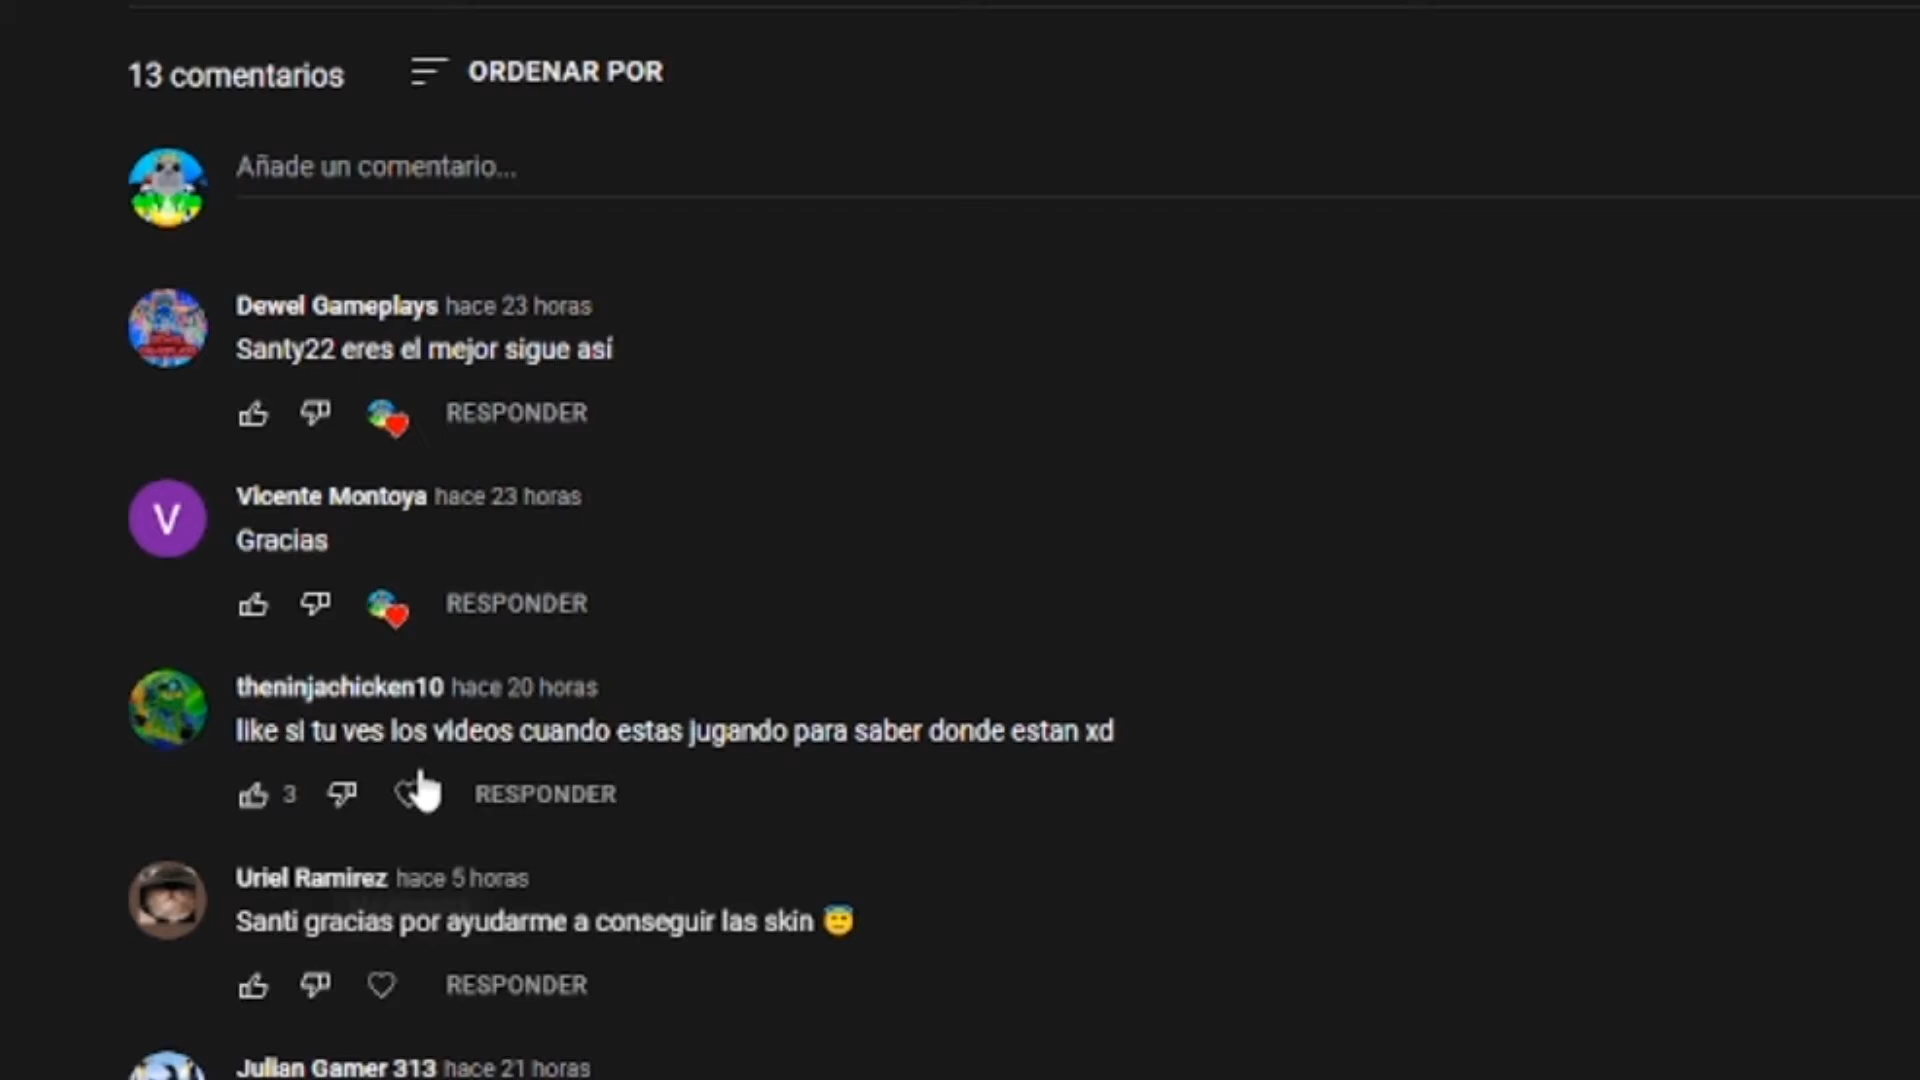 13 comentarios
ORDENAR POR
Añade un comentario...
Dewel Gameplays hace 23 horas
Santy22 eres el mejor sigue así
RESPONDER
V
Vicente Montoya hace 23 horas
Gracias
RESPONDER
theninjachicken10 hace 20 horas
like si tu ves los videos cuando estas jugando para saber donde estan xd
3
RESPONDER
Uriel Ramirez hace 5 horas
Santi gracias por ayudarme a conseguir las skin 😇
RESPONDER
Julian Gamer 313 hace 21 horas